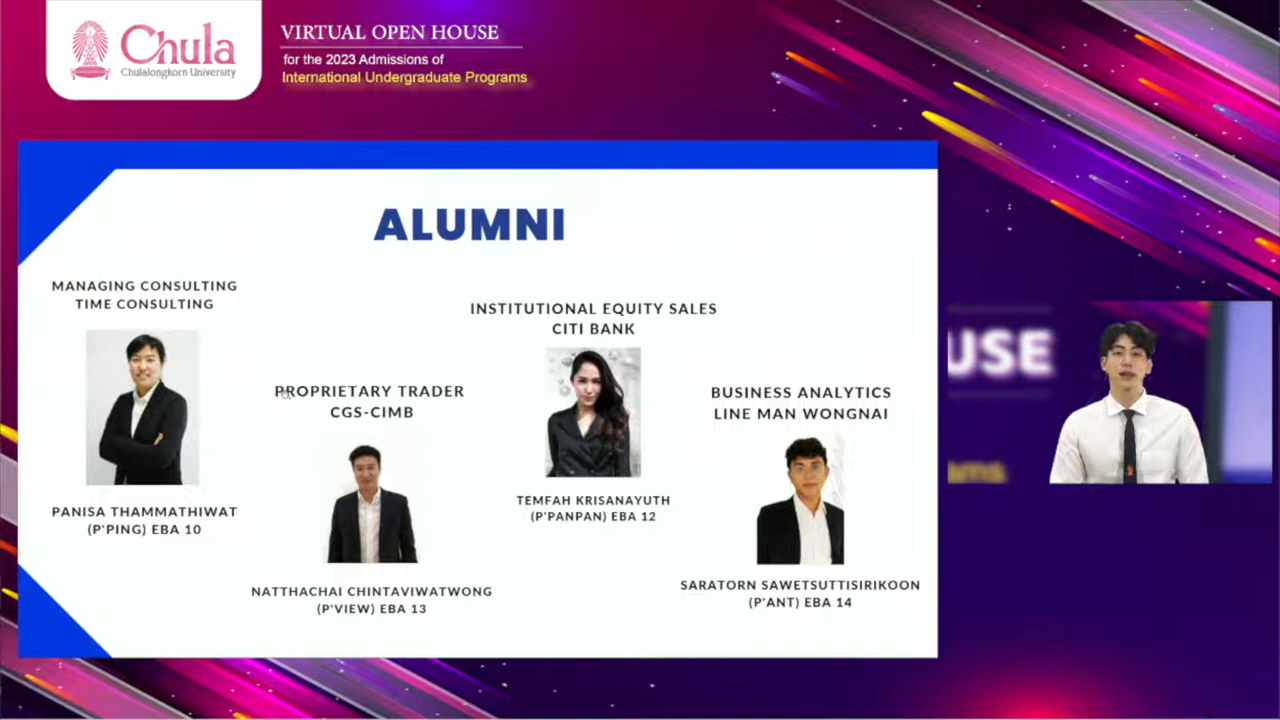 Chula
Chulalongkorn University
VIRTUAL OPEN HOUSE
for the 2023 Admissions of
International Undergraduate Programs
ALUMNI
MANAGING CONSULTING
TIME CONSULTING
PANISA THAMMATHIWAT
(P'PING) EBA 10
PROPRIETARY TRADER
CGS-CIMB
NATTHACHAI CHINTAVIWATWONG
(P'VIEW) EBA 13
INSTITUTIONAL EQUITY SALES
CITI BANK
TEMFAH KRISANAYUTH
(P'PANPAN) EBA 12
BUSINESS ANALYTICS
LINE MAN WONGNAI
SARATORN SAWETSUTTISIRIKOON
(P'ANT) EBA 14
USE
ams